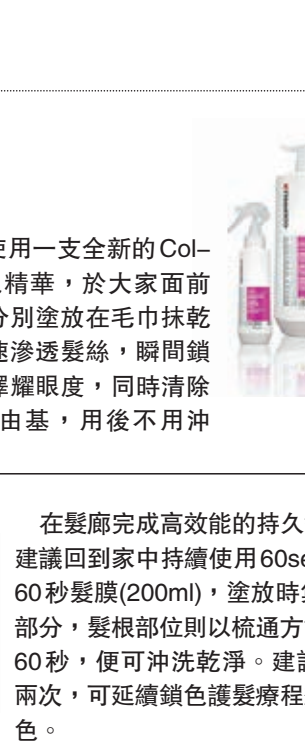 使用一支全新的Col-
精華，於大家面前
分別塗放在毛巾抹乾
速滲透髮絲，瞬間鎖
澤耀眼度，同時清除
由基，用後不用沖
GOLDWELL
在髮廊完成高效能的持久
建議回到家中持續使用60se
60秒髮膜(200ml)，塗放時集
部分，髮根部位則以梳通方
60秒，便可沖洗乾淨。建議
兩次，可延續鎖色護髮療程
色。